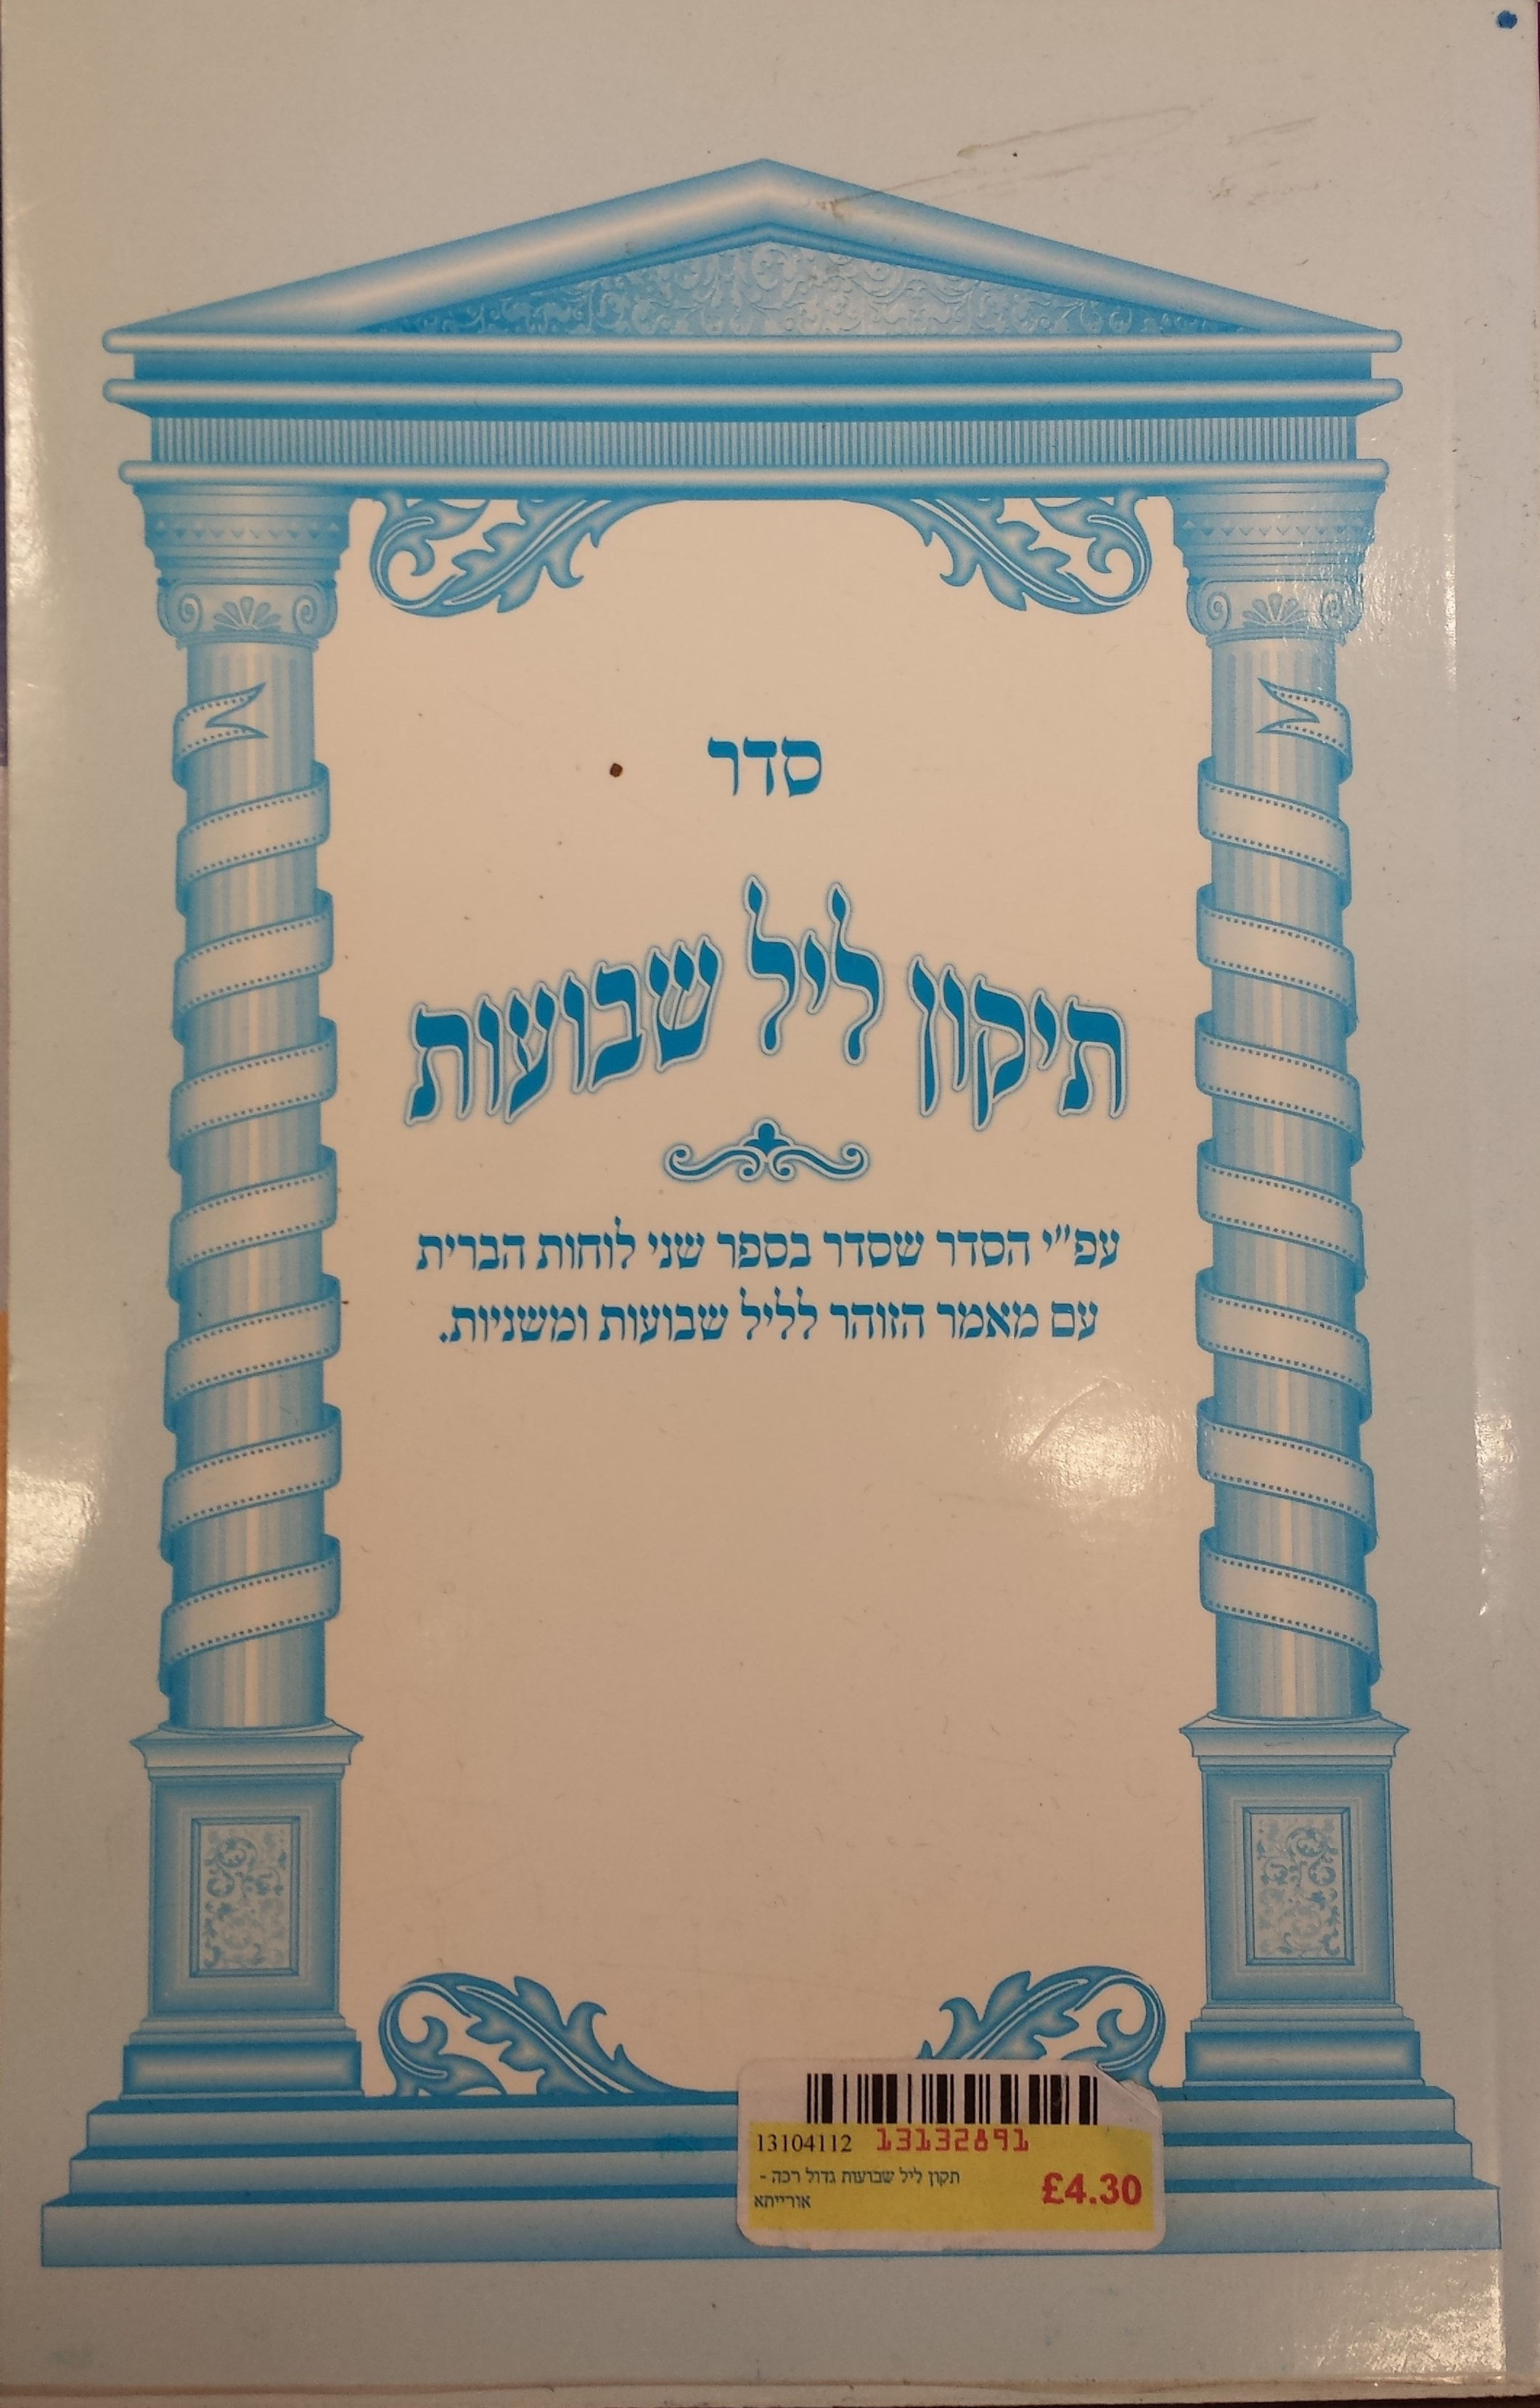 סדר
תיקון ליל שבועות
עפ״י הסדר שסדר בספר שני לוחות הברית
עם מאמר הזוהר לליל שבועות ומשניות.
13104112 13132891
תקון ליל שבועות גדול רכה -
אורייתא
£4.30